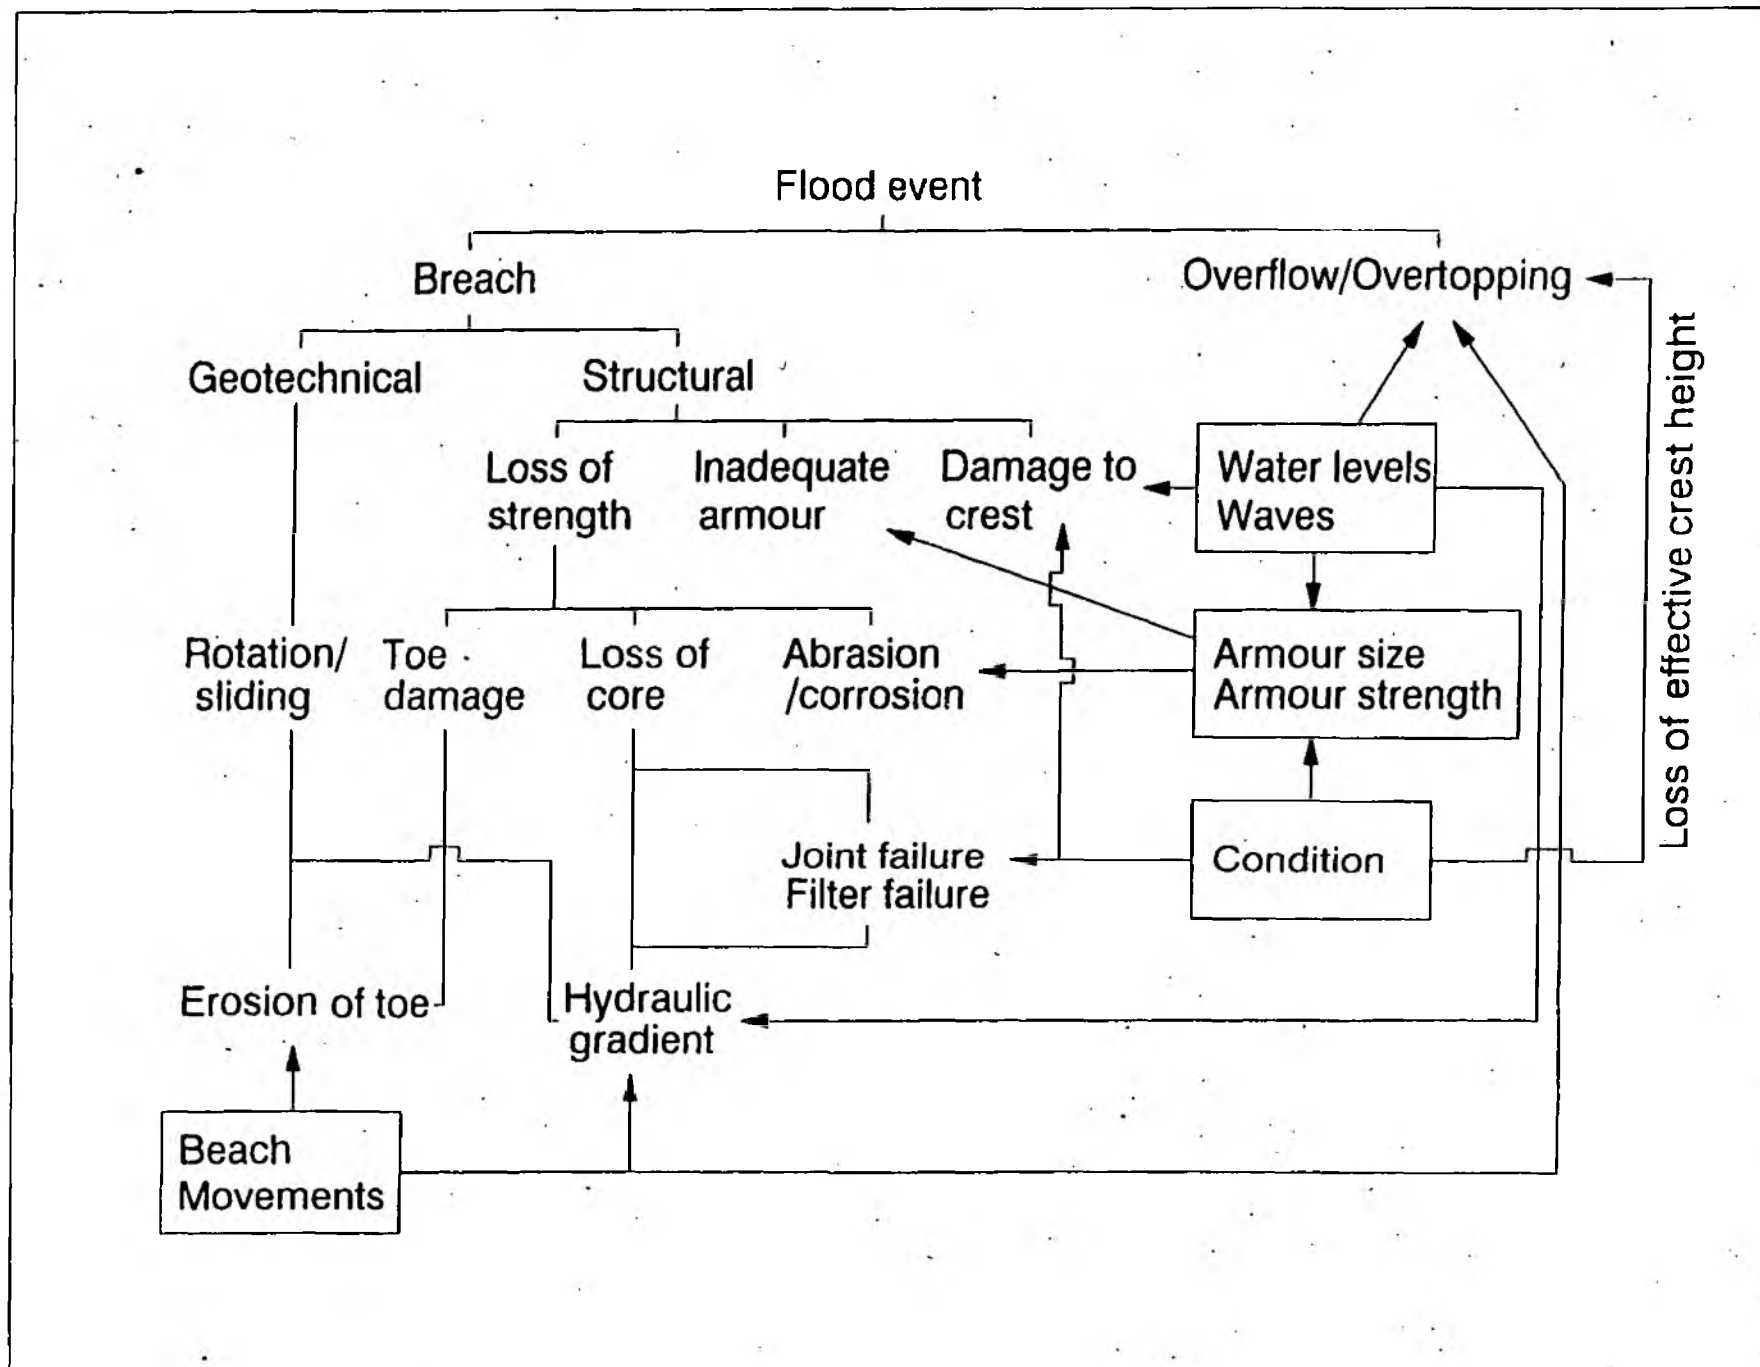 Flood event
Breach
Overflow/Overtopping
Geotechnical
Structural
Loss of effective crest height
Loss of
strength
Inadequate
armour
Damage to
crest
Water levels
Waves
Rotation/
sliding
Toe
damage
Loss of
core
Abrasion
/corrosion
Armour size
Armour strength
Joint failure
Filter failure
Condition
Erosion of toe
Hydraulic
gradient
Beach
Movements